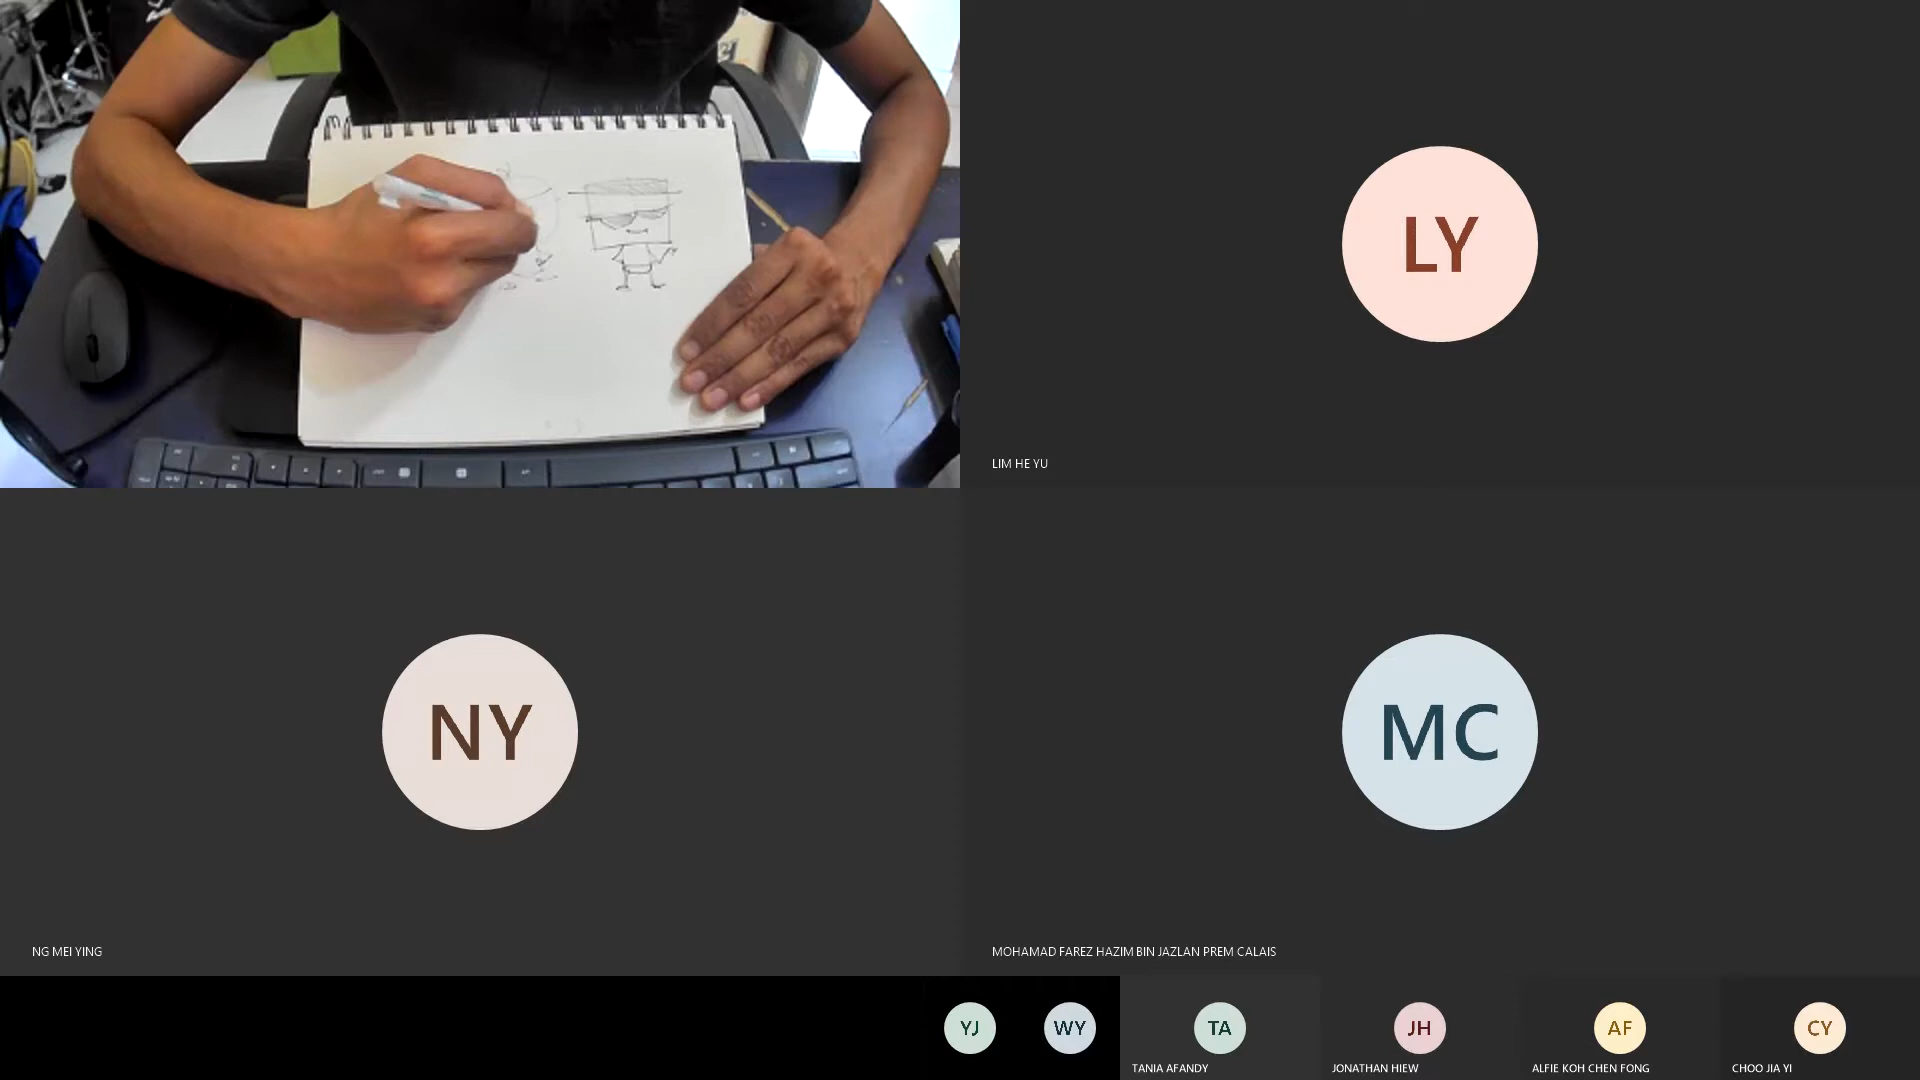 LY
LIM HE YU
NY
MC
NG MEI YING
MOHAMAD FAREZ HAZIM BIN JAZLAN PREM CALAIS
YJ
WY
TA
JH
AF
CY
TANIA AFANDY
JONATHAN HIEW
ALFIE KOH CHEN FONG
CHOO JIA YI